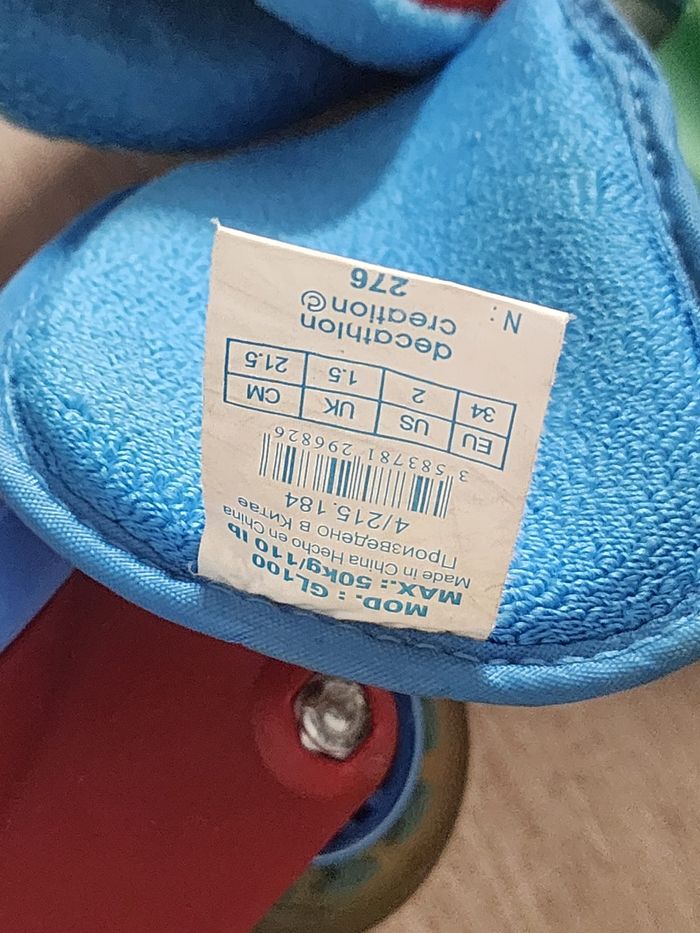 MOD. : GL100
MAX.: 50kg/110 lb
Made in China Hecho en China
Произведено в Китае
4/215.184
3 583781 296826
EU US UK CM
34 2 1.5 21.5
decathlon
creation©
N: 276